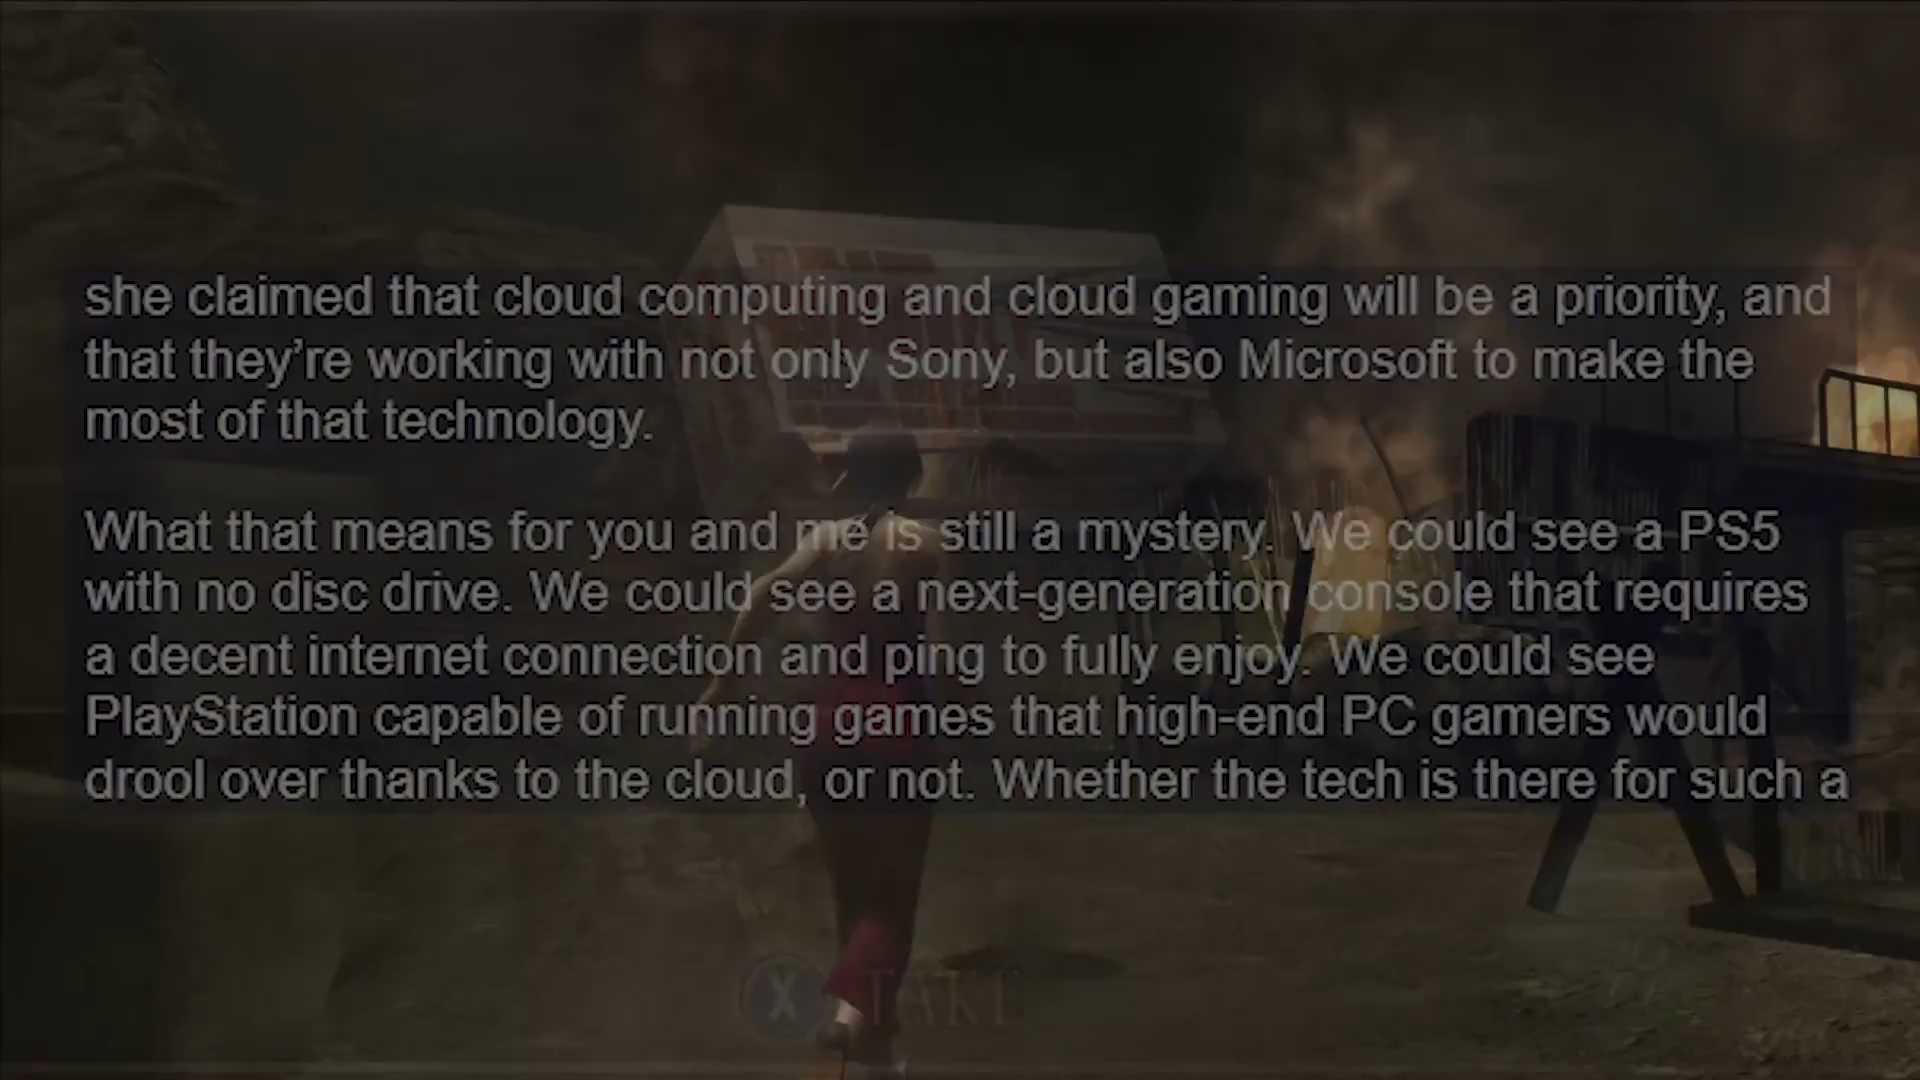 she claimed that cloud computing and cloud gaming will be a priority, and
that they’re working with not only Sony, but also Microsoft to make the
most of that technology.
What that means for you and me is still a mystery. We could see a PS5
with no disc drive. We could see a next-generation console that requires
a decent internet connection and ping to fully enjoy. We could see
PlayStation capable of running games that high-end PC gamers would
drool over thanks to the cloud, or not. Whether the tech is there for such a
X TAKE